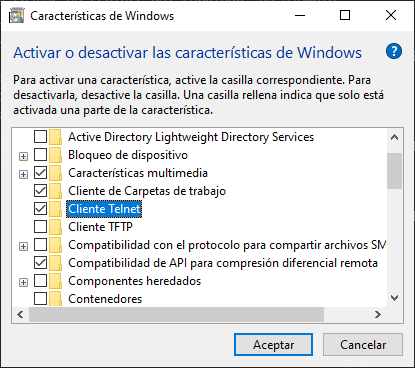 Características de Windows
Activar o desactivar las características de Windows
Para activar una característica, active la casilla correspondiente. Para
desactivarla, desactive la casilla. Una casilla rellena indica que solo está
activada una parte de la característica.
Active Directory Lightweight Directory Services
Bloqueo de dispositivo
Características multimedia
Cliente de Carpetas de trabajo
Cliente Telnet
Cliente TFTP
Compatibilidad con el protocolo para compartir archivos SM
Compatibilidad de API para compresión diferencial remota
Componentes heredados
Contenedores
Aceptar
Cancelar